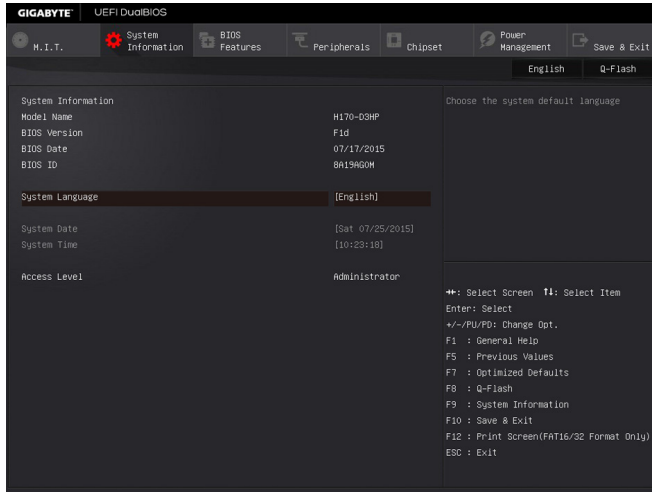 GIGABYTE™ UEFI DualBIOS
M.I.T.
System Information
BIOS Features
Peripherals
Chipset
Power Management
Save & Exit
English Q-Flash
System Information
Model Name H170-D3HP
BIOS Version F1d
BIOS Date 07/17/2015
BIOS ID 8A19AG0M
System Language [English]
System Date [Sat 07/25/2015]
System Time [10:23:18]
Access Level Administrator
Choose the system default language
→←: Select Screen ↑↓: Select Item
Enter: Select
+/-/PU/PD: Change Opt.
F1 : General Help
F5 : Previous Values
F7 : Optimized Defaults
F8 : Q-Flash
F9 : System Information
F10 : Save & Exit
F12 : Print Screen(FAT16/32 Format Only)
ESC : Exit